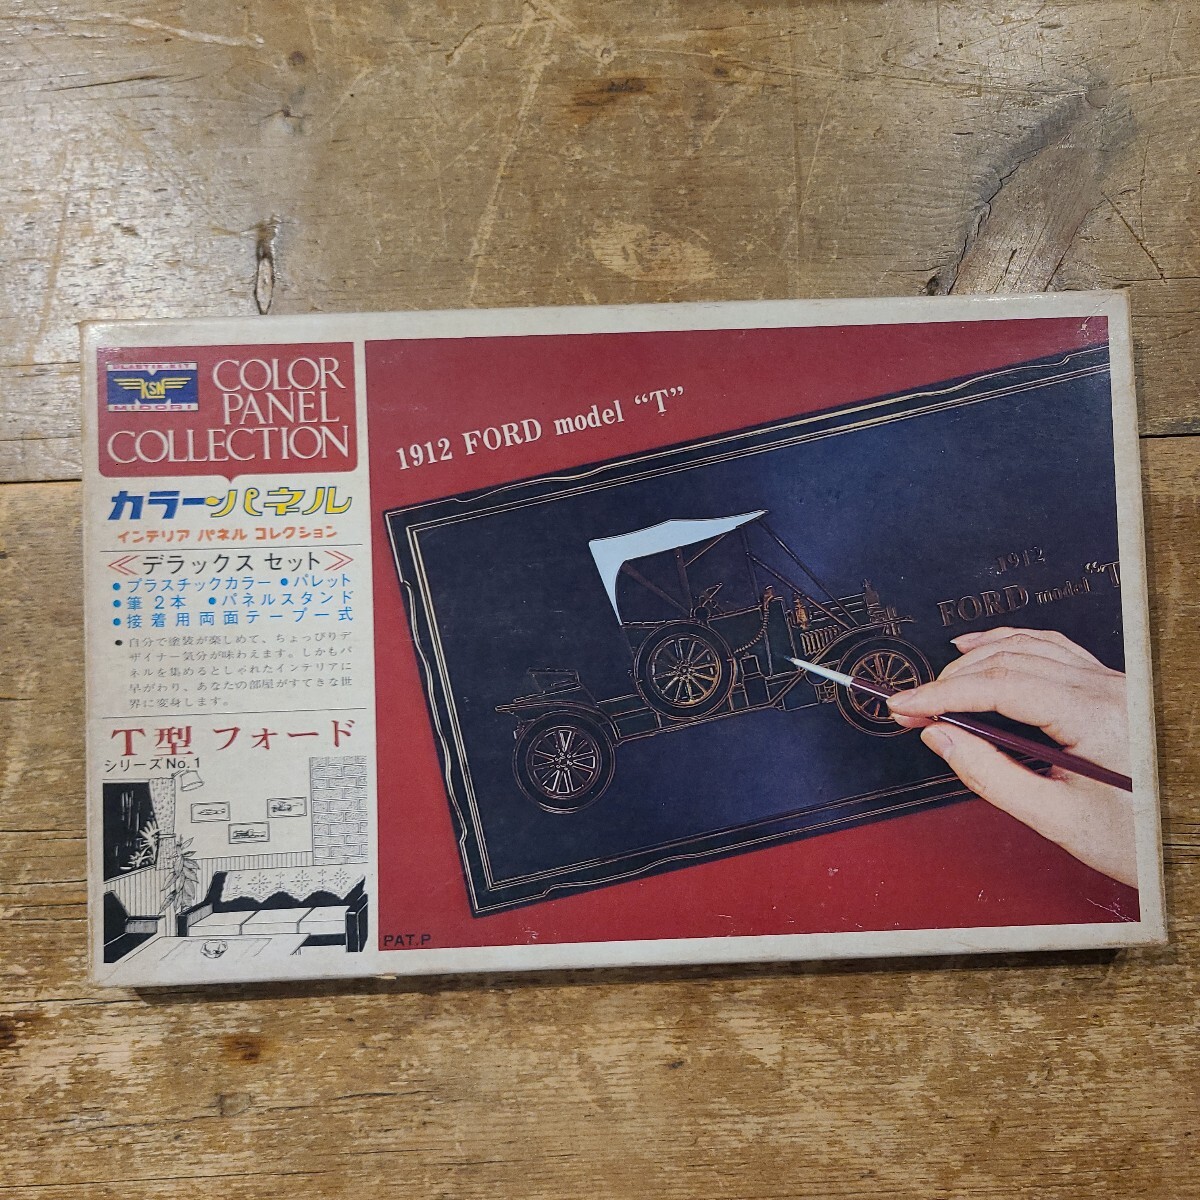 PLASTIC KIT
KSN
MIDORI
COLOR
PANEL
COLLECTION
カラーパネル
インテリア パネル コレクション
≪デラックス セット≫
●プラスチックカラー ●パレット
●筆2本 ●パネルスタンド
●接着用両面テープ一式
●自分で塗装が楽しめて、ちょっぴりデ
ザイナー気分が味わえます。しかもパ
ネルを集めるとしゃれたインテリアに
早がわり、あなたの部屋がすてきな世
界に変身します。
T型 フォード
シリーズNo.1
1912 FORD model “T”
1912
FORD model “T
PAT.P